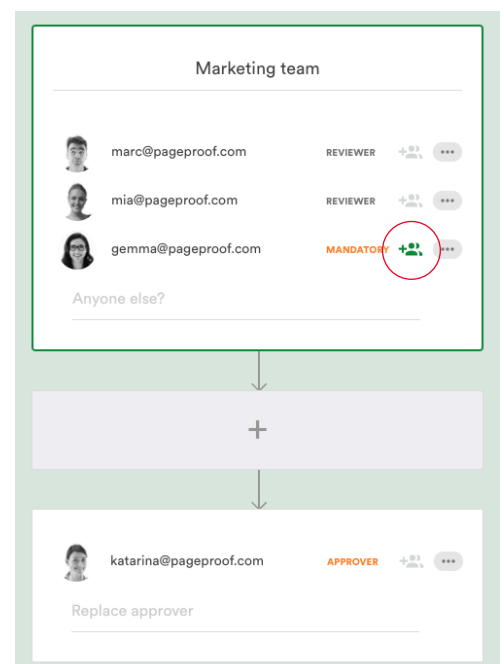 Marketing team
marc@pageproof.com REVIEWER
mia@pageproof.com REVIEWER
gemma@pageproof.com MANDATORY
Anyone else?
katarina@pageproof.com APPROVER
Replace approver